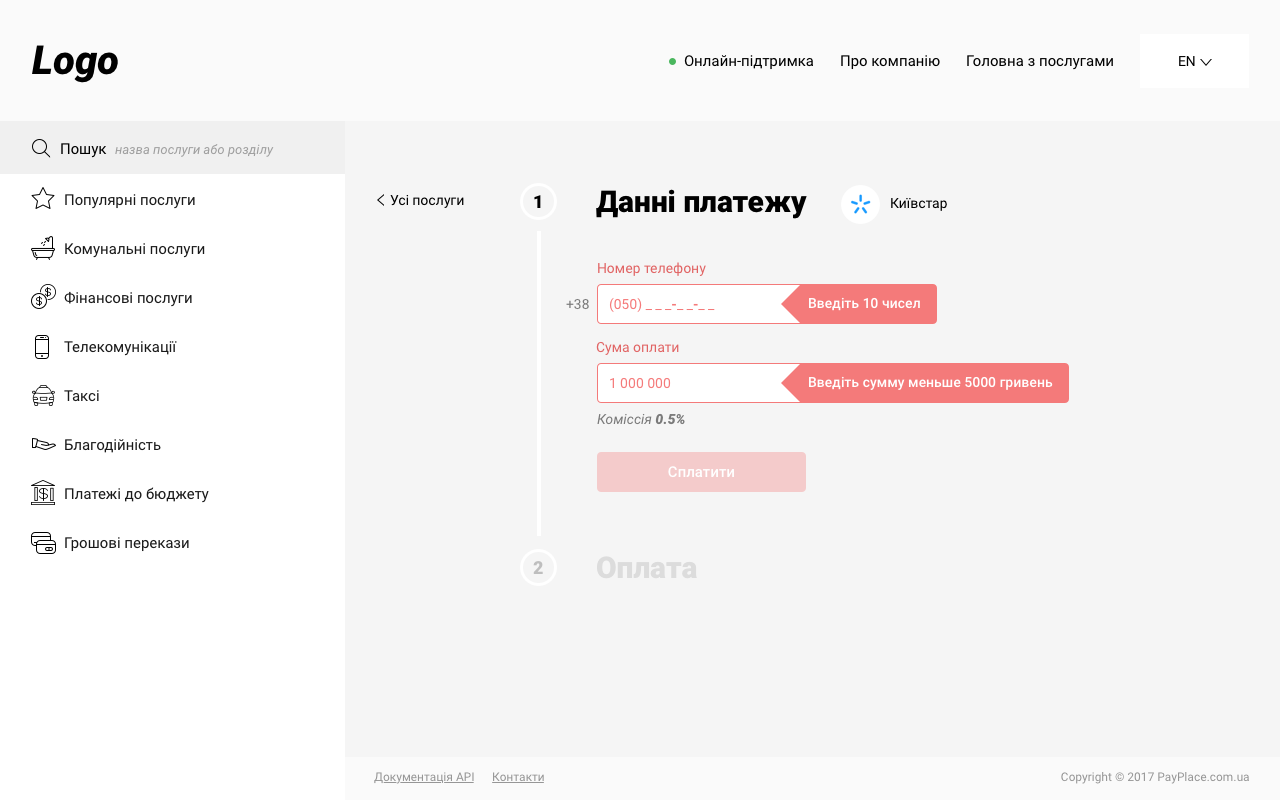 Logo
Онлайн-підтримка
Про компанію
Головна з послугами
EN
Пошук назва послуги або розділу
Популярні послуги
Комунальні послуги
Фінансові послуги
Телекомунікації
Таксі
Благодійність
Платежі до бюджету
Грошові перекази
Усі послуги
1
Данні платежу
Київстар
Номер телефону
+38
(050) _ _ _-_ _-_ _
Введіть 10 чисел
Сума оплати
1 000 000
Введіть сумму меньше 5000 гривень
Коміссія 0.5%
Сплатити
2
Оплата
Документація API
Контакти
Copyright © 2017 PayPlace.com.ua